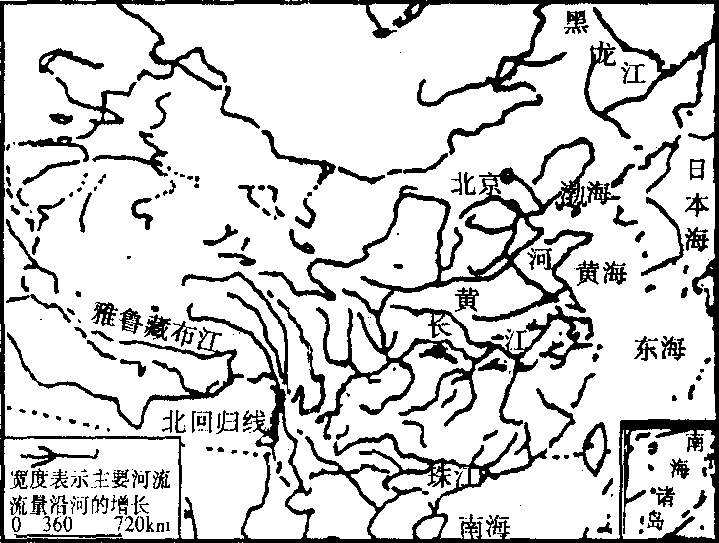 黑龙江
日本海
北京
渤海
河
黄海
黄
雅鲁藏布江
长
江
东海
北回归线
珠江
南海
宽度表示主要河流
流量沿河的增长
0 360 720km
南海诸岛